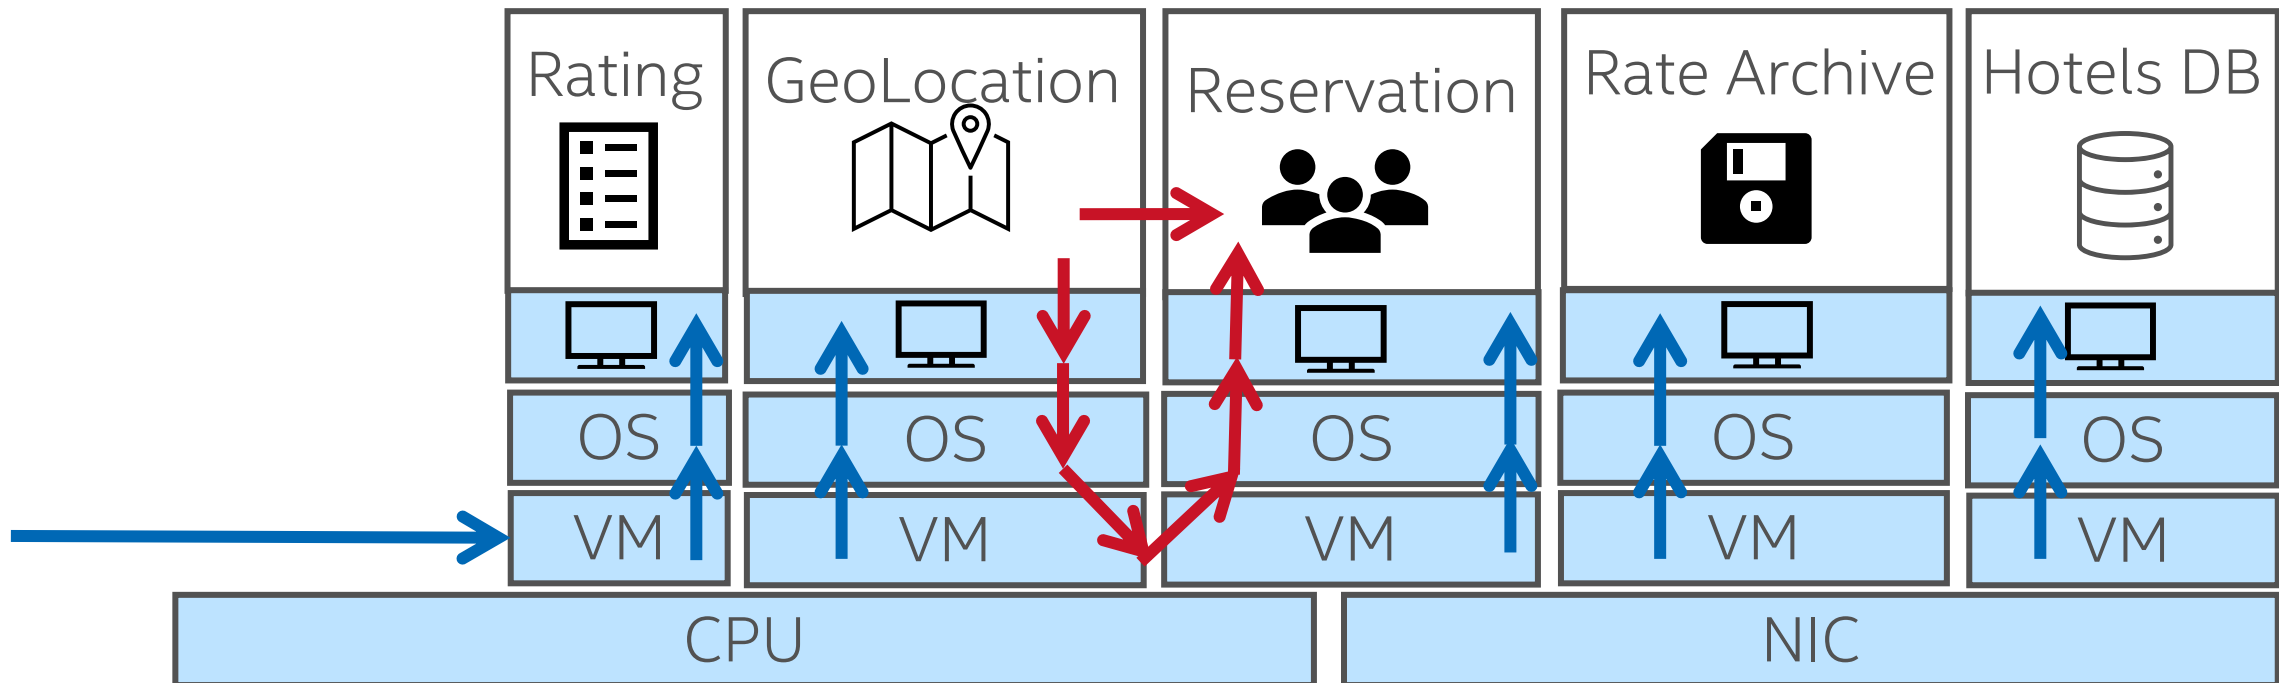 Rating
GeoLocation
Reservation
Rate Archive
Hotels DB
OS
OS
OS
OS
OS
VM
VM
VM
VM
VM
CPU
NIC